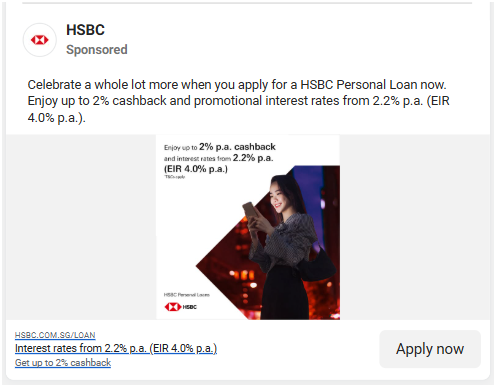 HSBC
Sponsored
Celebrate a whole lot more when you apply for a HSBC Personal Loan now.
Enjoy up to 2% cashback and promotional interest rates from 2.2% p.a. (EIR
4.0% p.a.).
Enjoy up to 2% p.a. cashback
and interest rates from 2.2% p.a.
(EIR 4.0% p.a.)
*T&Cs apply
HSBC Personal Loans
HSBC
HSBC.COM.SG/LOAN
Interest rates from 2.2% p.a. (EIR 4.0% p.a.)
Get up to 2% cashback
Apply now